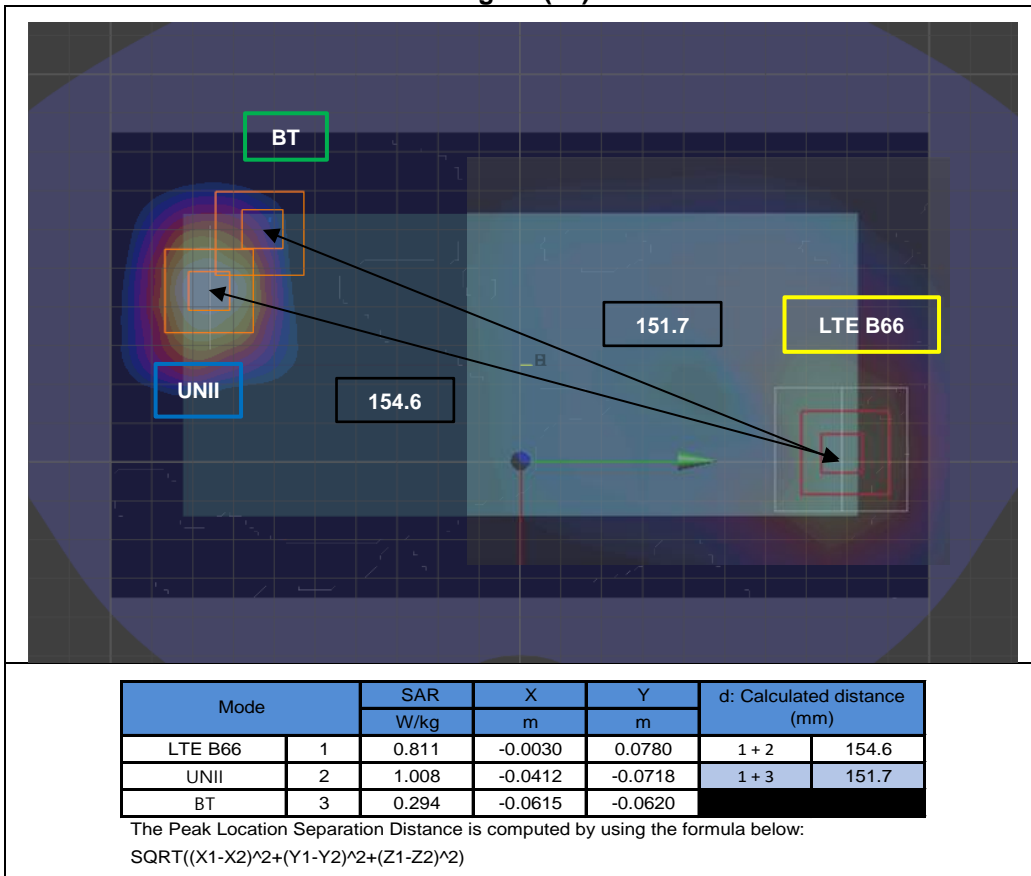 BT
151.7
LTE B66
UNII
154.6
Mode SAR X Y d: Calculated distance (mm)
W/kg m m
LTE B66 1 0.811 -0.0030 0.0780 1 + 2 154.6
UNII 2 1.008 -0.0412 -0.0718 1 + 3 151.7
BT 3 0.294 -0.0615 -0.0620
The Peak Location Separation Distance is computed by using the formula below:
SQRT((X1-X2)^2+(Y1-Y2)^2+(Z1-Z2)^2)